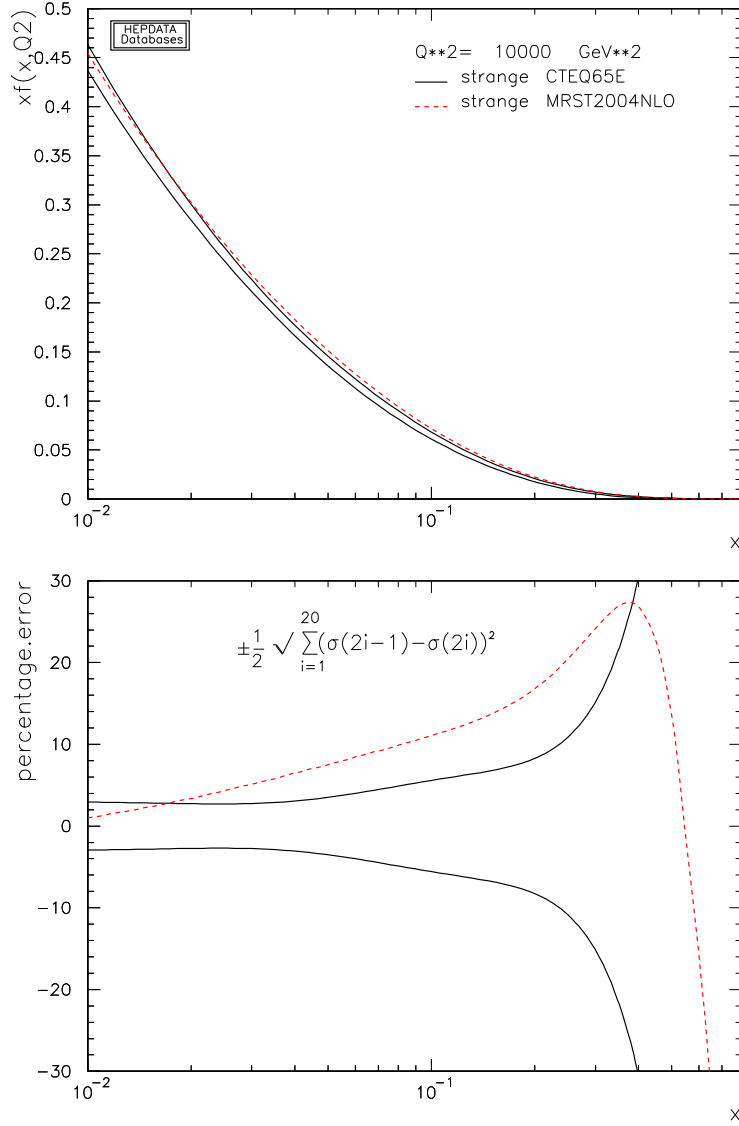 HEPDATA
Databases
xf(x,Q2)
Q**2= 10000 GeV**2
strange CTEQ65E
strange MRST2004NLO
0.5
0.45
0.4
0.35
0.3
0.25
0.2
0.15
0.1
0.05
0
10⁻²
10⁻¹
x
percentage.error
±1/2 √ 20∑i=1(σ(2i−1)−σ(2i))²
30
20
10
0
−10
−20
−30
10⁻²
10⁻¹
x